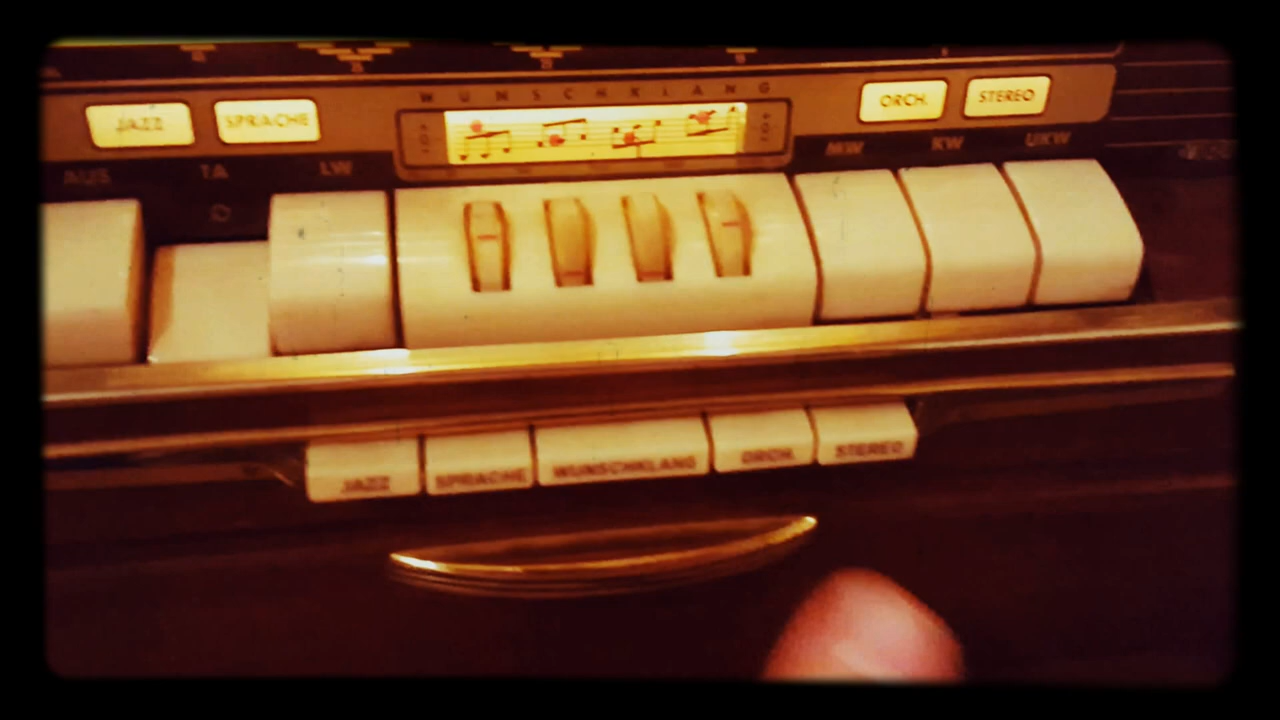 WUNSCHKLANG
JAZZ SPRACHE ORCH. STEREO
AUS TA LW MW KW UKW
JAZZ SPRACHE WUNSCHKLANG ORCH. STEREO